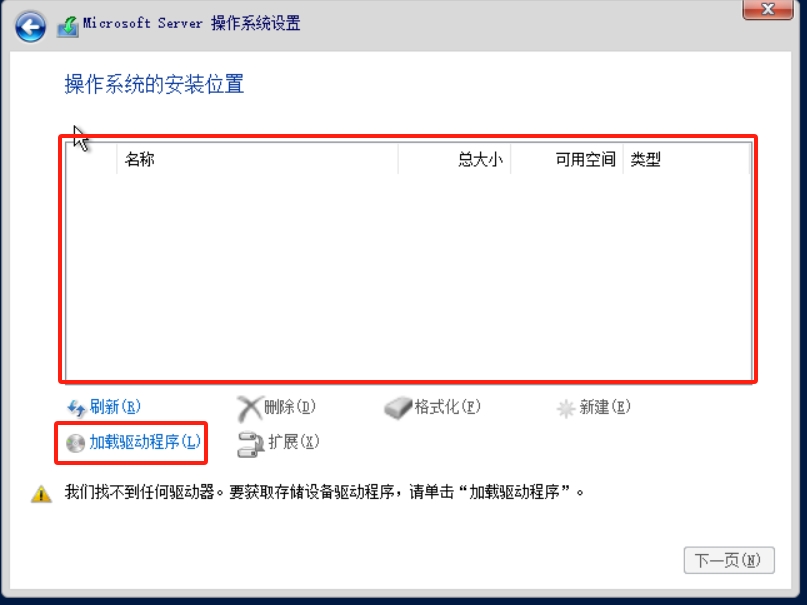 Microsoft Server 操作系统设置
操作系统的安装位置
名称 总大小 可用空间 类型
刷新(R) 删除(D) 格式化(F) 新建(E)
加载驱动程序(L) 扩展(X)
我们找不到任何驱动器。要获取存储设备驱动程序，请单击“加载驱动程序”。
下一页(N)